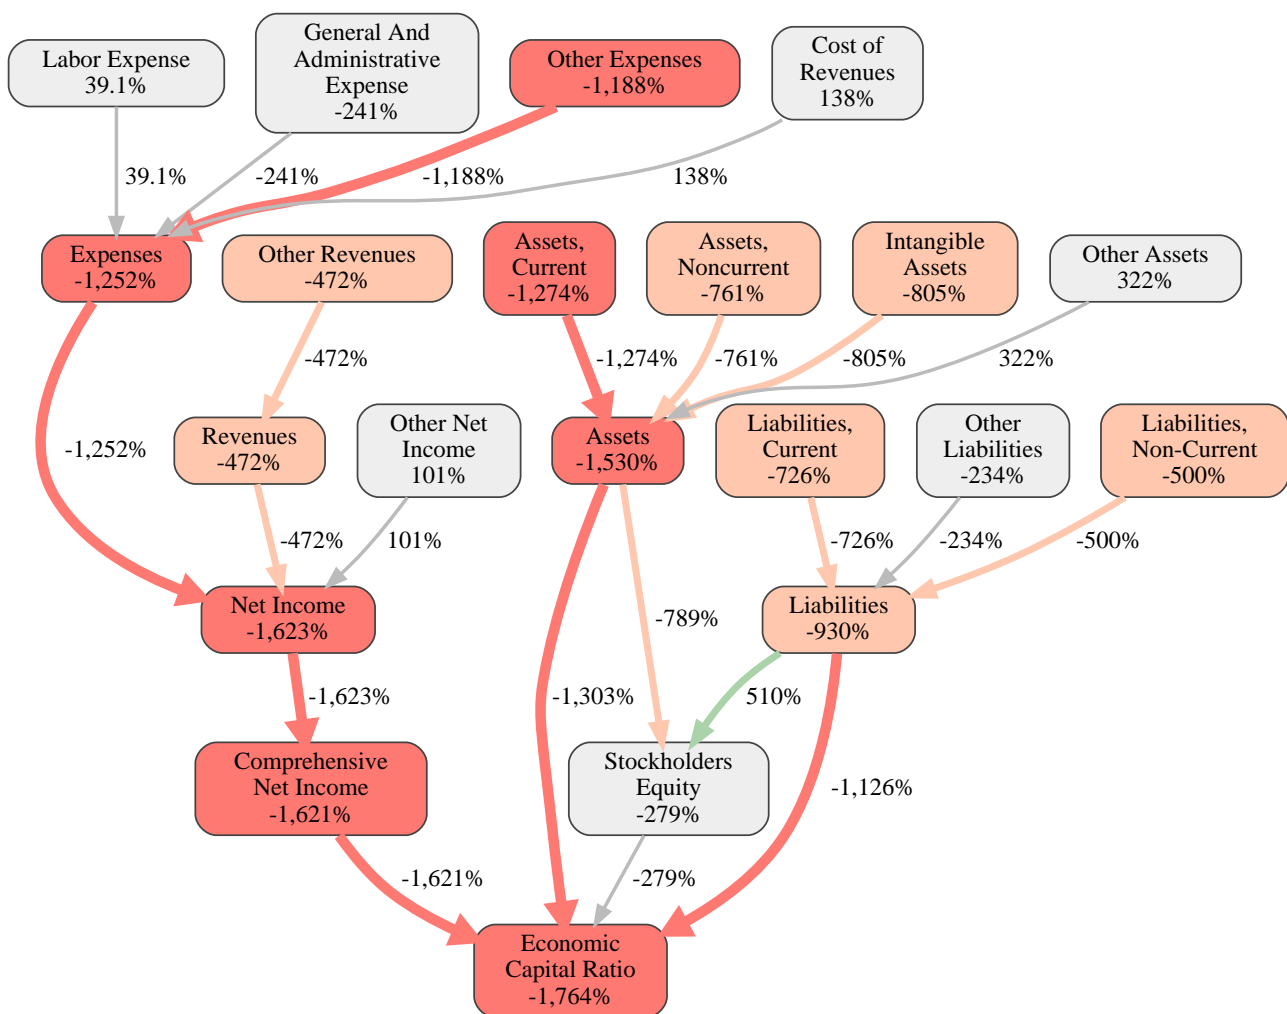 Labor Expense
39.1%
General And
Administrative
Expense
-241%
Other Expenses
-1,188%
Cost of
Revenues
138%
39.1%
-241%
-1,188%
138%
Expenses
-1,252%
Other Revenues
-472%
Assets,
Current
-1,274%
Assets,
Noncurrent
-761%
Intangible
Assets
-805%
Other Assets
322%
-472%
-1,274%
-761%
-805%
322%
-1,252%
Revenues
-472%
Other Net
Income
101%
Assets
-1,530%
Liabilities,
Current
-726%
Other
Liabilities
-234%
Liabilities,
Non-Current
-500%
-472%
101%
-726%
-234%
-500%
Net Income
-1,623%
-789%
Liabilities
-930%
-1,623%
-1,303%
510%
Comprehensive
Net Income
-1,621%
Stockholders
Equity
-279%
-1,126%
-1,621%
-279%
Economic
Capital Ratio
-1,764%